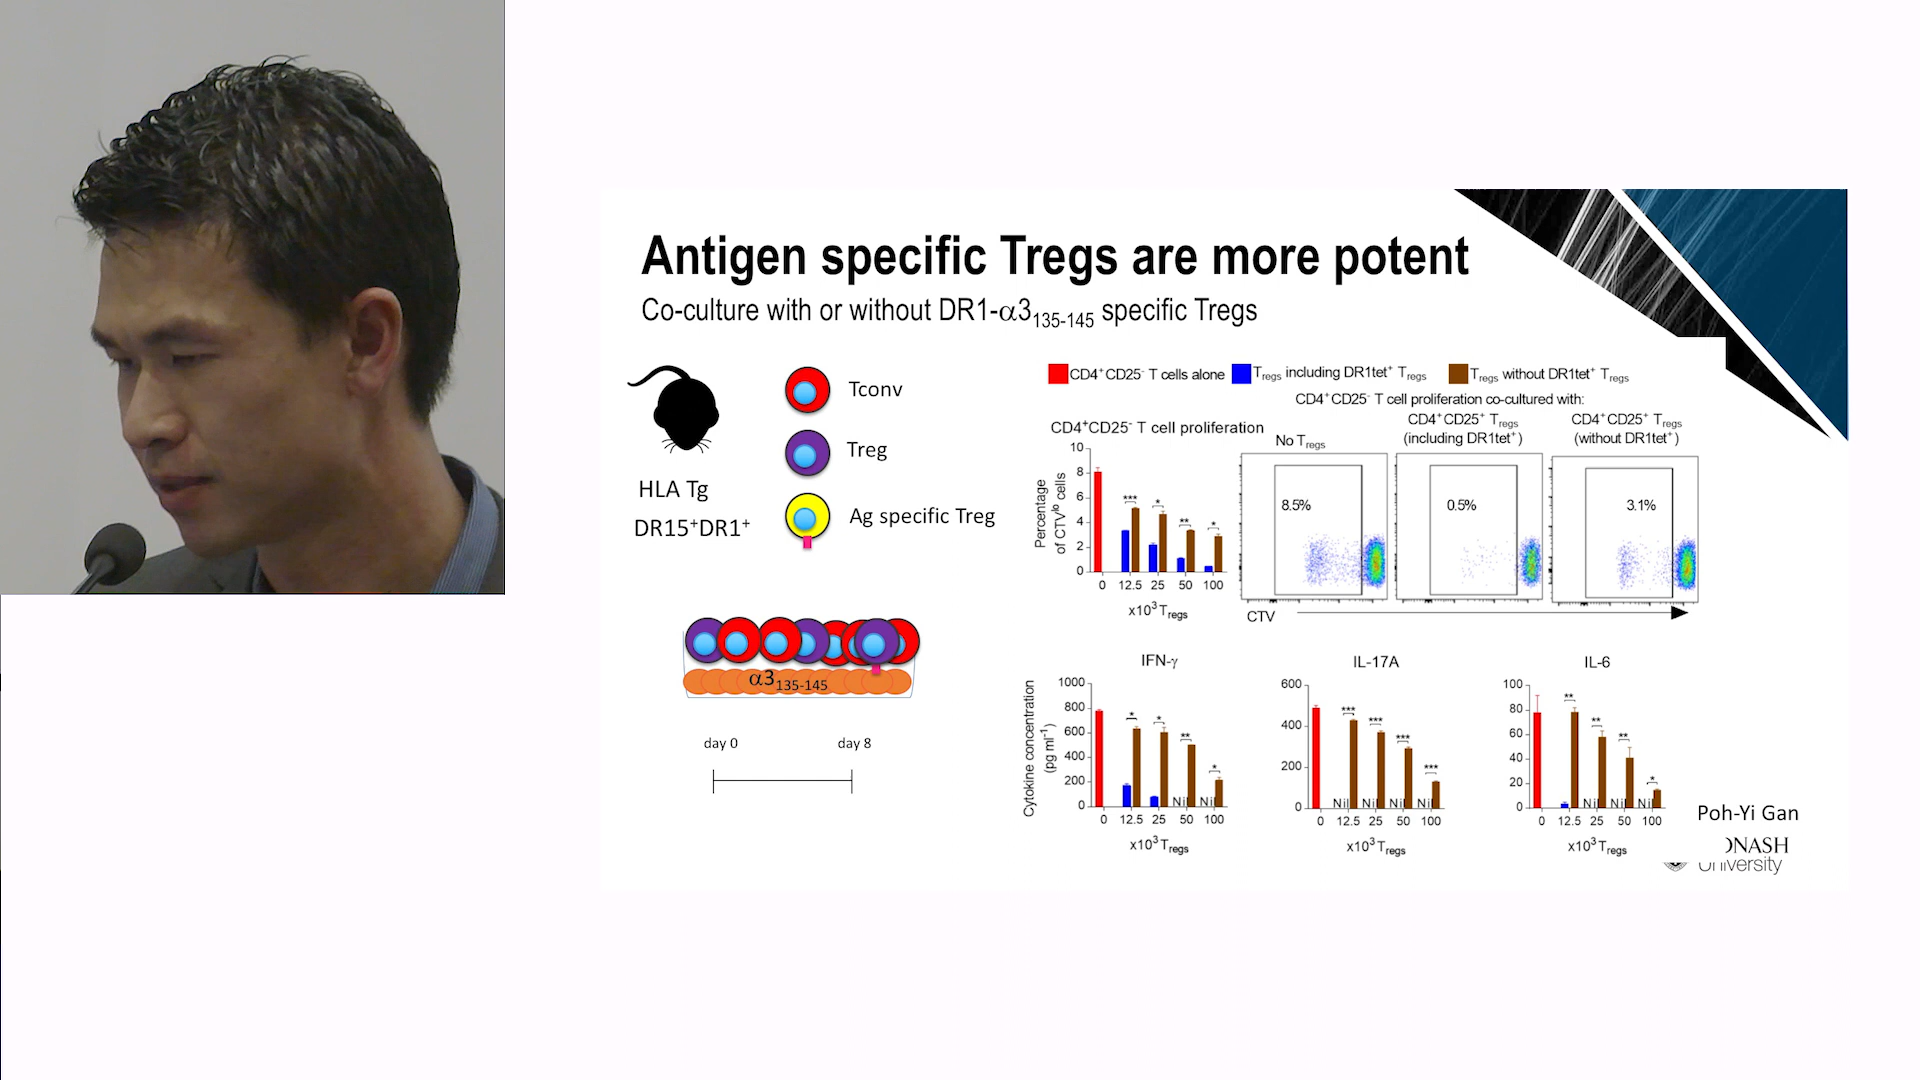 Antigen specific Tregs are more potent
Co-culture with or without DR1-α3135-145 specific Tregs
Tconv
Treg
Ag specific Treg
HLA Tg
DR15+DR1+
α3135-145
day 0 day 8
CD4+CD25- T cells alone Tregs including DR1tet+ Tregs Tregs without DR1tet+ Tregs
CD4+CD25- T cell proliferation co-cultured with:
No Tregs
CD4+CD25+ Tregs
(including DR1tet+)
CD4+CD25+ Tregs
(without DR1tet+)
CD4+CD25- T cell proliferation
Percentage
of CTVlo cells
10
8
6
4
2
0
*** * ** *
0 12.5 25 50 100
x103 Tregs
8.5% 0.5% 3.1%
CTV
IFN-γ
Cytokine concentration
(pg ml-1)
1000
800
600
400
200
0
* * ** *
Nil Nil
0 12.5 25 50 100
x103 Tregs
IL-17A
600
400
200
0
*** *** *** ***
Nil Nil Nil Nil
0 12.5 25 50 100
x103 Tregs
IL-6
100
80
60
40
20
0
** ** ** *
Nil Nil Nil
0 12.5 25 50 100
x103 Tregs
Poh-Yi Gan
ONASH
University